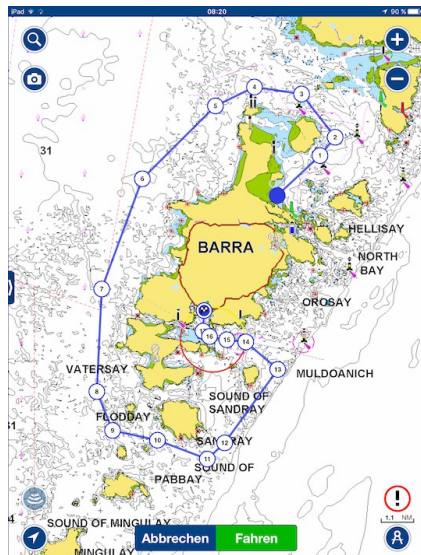 iPad
08:20
90 %
4
3
5
2
1
31
6
HELLISAY
BARRA
NORTH
BAY
7
OROSAY
16
15
14
13
MULDOANICH
VATERSAY
8
SOUND OF
SANDRAY
FLODDAY
9
10
SANDRAY
12
11
SOUND OF
PABBAY
1.1 NM
SOUND OF MINGULAY
MINGULAY
Abbrechen
Fahren